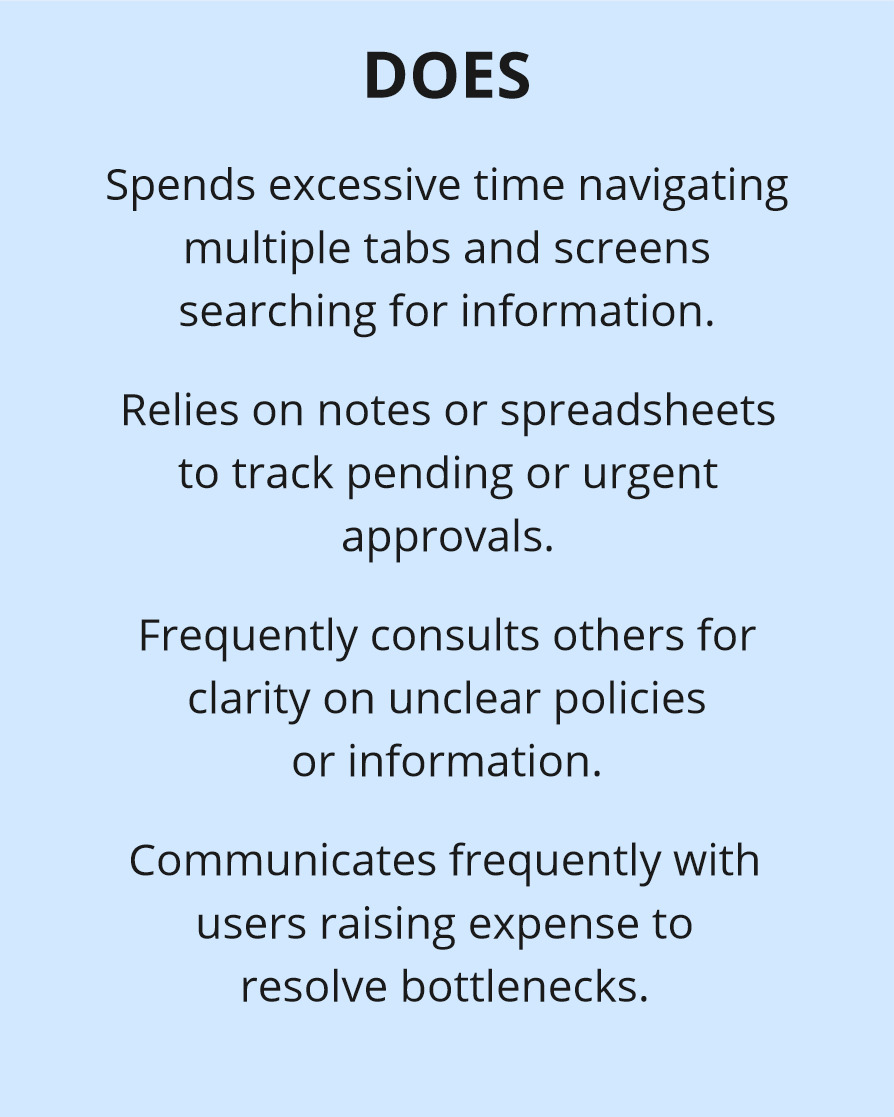 DOES
Spends excessive time navigating
multiple tabs and screens
searching for information.
Relies on notes or spreadsheets
to track pending or urgent
approvals.
Frequently consults others for
clarity on unclear policies
or information.
Communicates frequently with
users raising expense to
resolve bottlenecks.